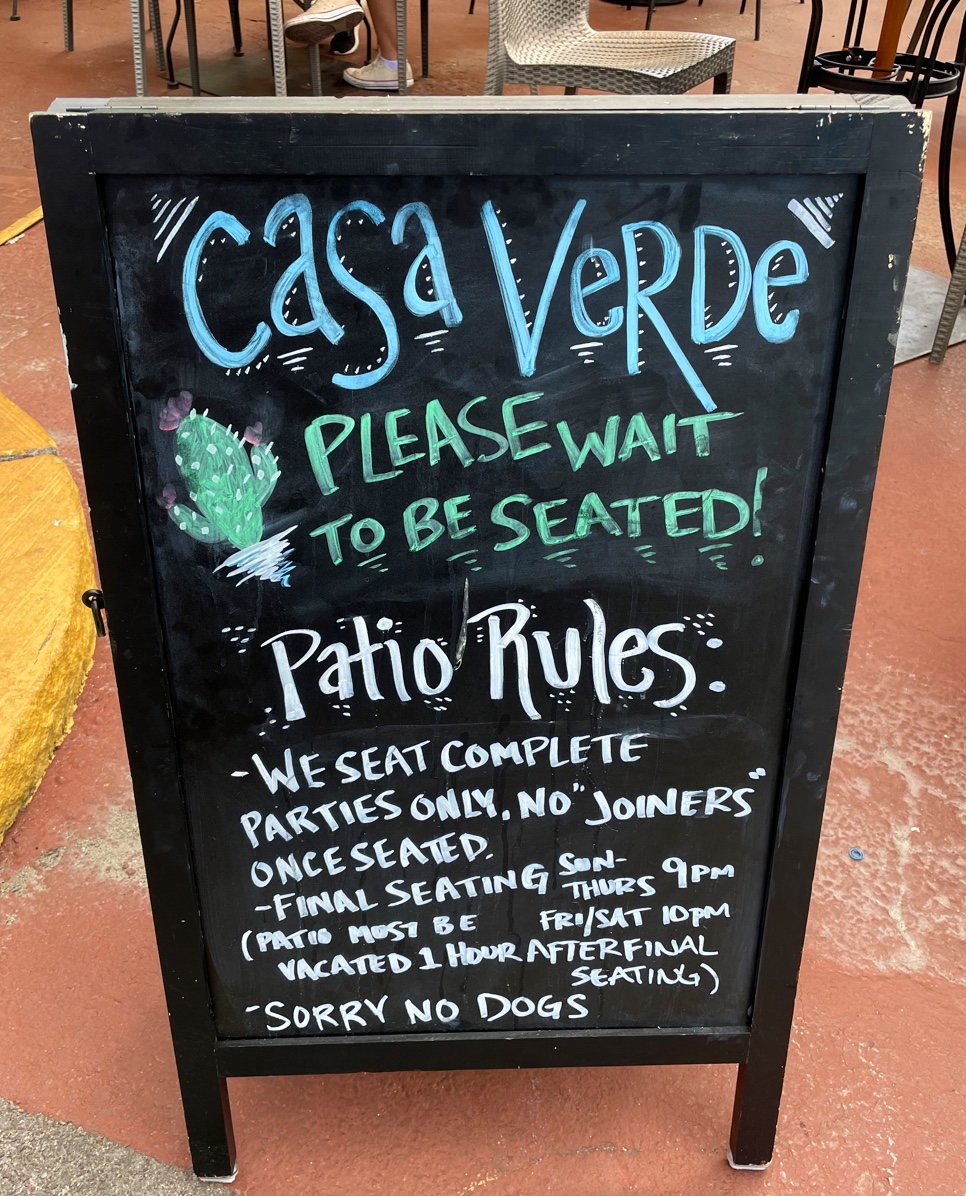 Casa Verde
PLEASE WAIT
TO BE SEATED!
Patio Rules:
-WE SEAT COMPLETE
PARTIES ONLY. NO "JOINERS"
ONCE SEATED.
-FINAL SEATING SUN-THURS 9PM
FRI/SAT 10PM
(PATIO MUST BE
VACATED 1 HOUR AFTER FINAL
SEATING)
-SORRY NO DOGS